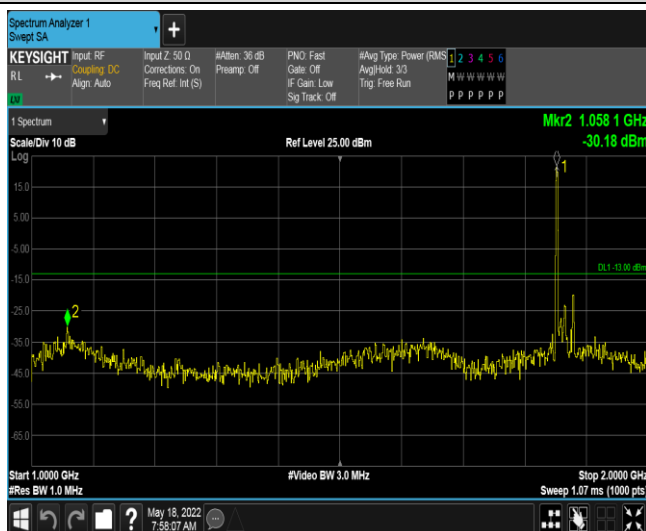 Spectrum Analyzer 1
Swept SA
+
KEYSIGHT Input: RF Input Z: 50 Ω #Atten: 36 dB PNO: Fast #Avg Type: Power (RMS 1 2 3 4 5 6
RL Coupling: DC Corrections: On Preamp: Off Gate: Off Avg|Hold: 3/3 M W W W W W
Align: Auto Freq Ref: Int (S) IF Gain: Low Trig: Free Run
Sig Track: Off P P P P P P
1 Spectrum Mkr2 1.058 1 GHz
Scale/Div 10 dB Ref Level 25.00 dBm -30.18 dBm
Log
1
15.0
5.00
-5.00
DL1 -13.00 dBm
-15.0
-25.0
2
-35.0
-45.0
-55.0
-65.0
Start 1.0000 GHz #Video BW 3.0 MHz Stop 2.0000 GHz
#Res BW 1.0 MHz Sweep 1.07 ms (1000 pts)
? May 18, 2022
7:58:07 AM